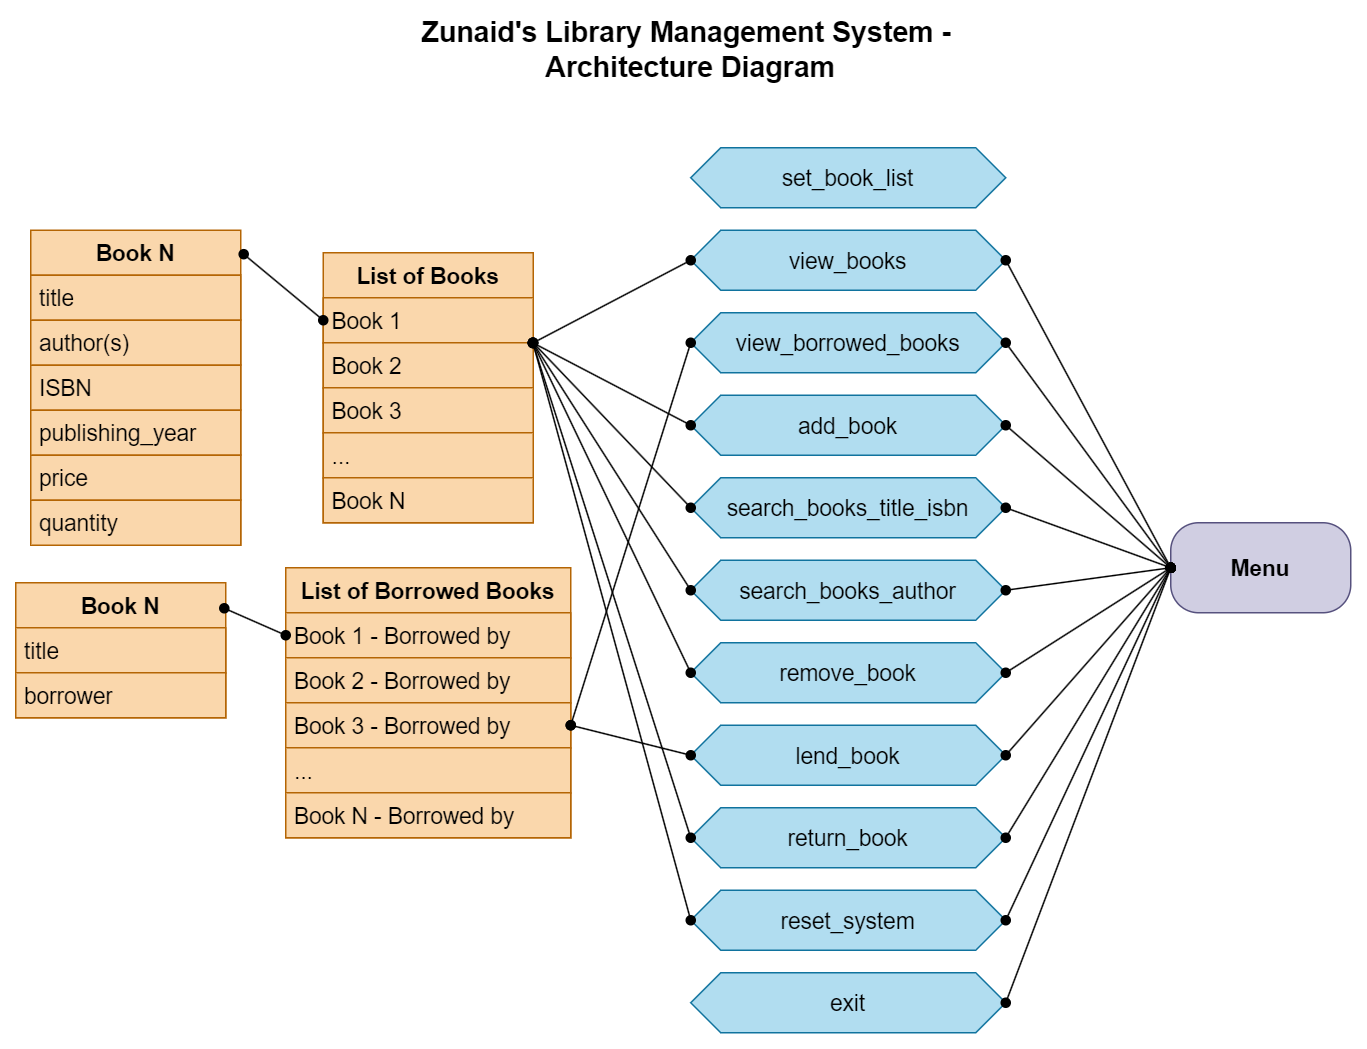 Zunaid's Library Management System -
Architecture Diagram
Book N
title
author(s)
ISBN
publishing_year
price
quantity
List of Books
Book 1
Book 2
Book 3
...
Book N
Book N
title
borrower
List of Borrowed Books
Book 1 - Borrowed by
Book 2 - Borrowed by
Book 3 - Borrowed by
...
Book N - Borrowed by
set_book_list
view_books
view_borrowed_books
add_book
search_books_title_isbn
search_books_author
remove_book
lend_book
return_book
reset_system
exit
Menu